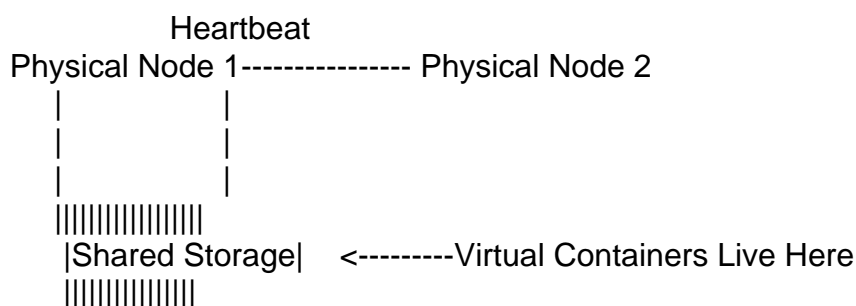 Heartbeat
Physical Node 1---------------- Physical Node 2
| |
| |
| |
||||||||||||||||||
|Shared Storage| <---------Virtual Containers Live Here
||||||||||||||||